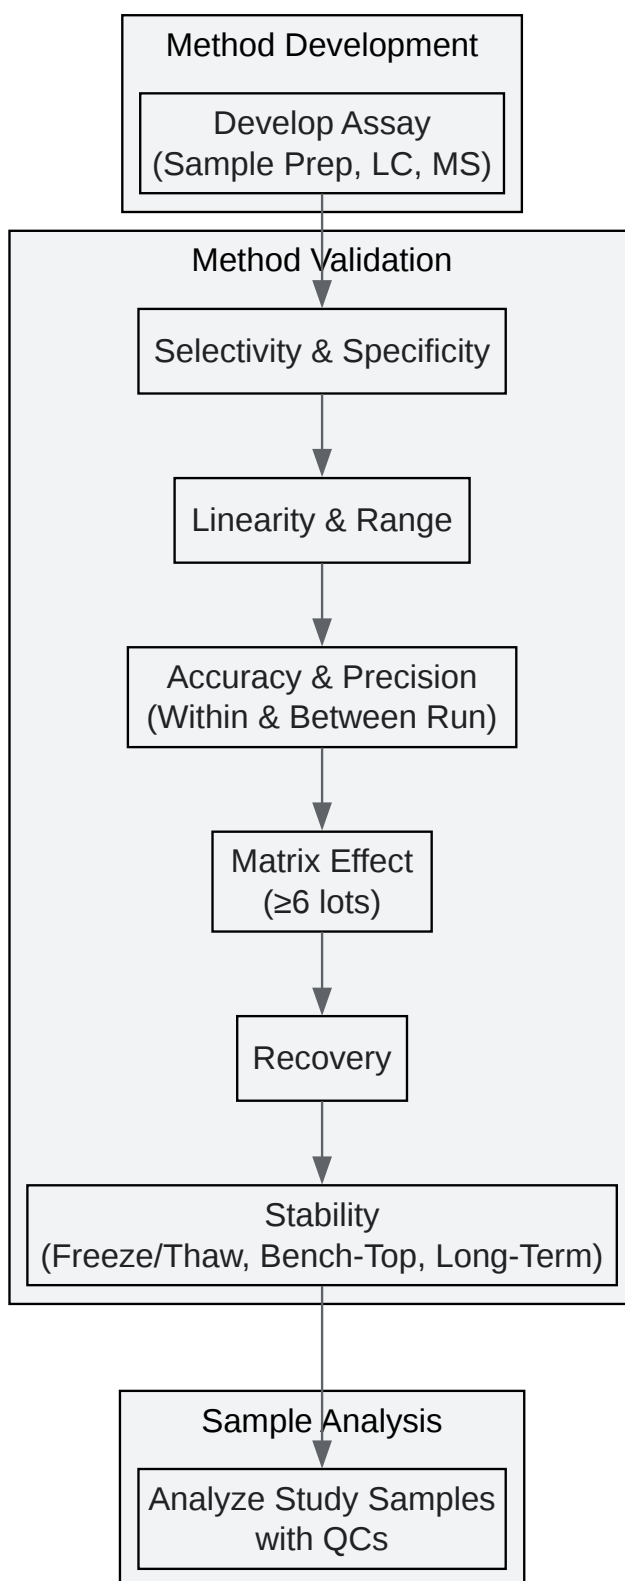 Method Development
Develop Assay
(Sample Prep, LC, MS)
Method Validation
Selectivity & Specificity
Linearity & Range
Accuracy & Precision
(Within & Between Run)
Matrix Effect
(≥6 lots)
Recovery
Stability
(Freeze/Thaw, Bench-Top, Long-Term)
Sample Analysis
Analyze Study Samples
with QCs